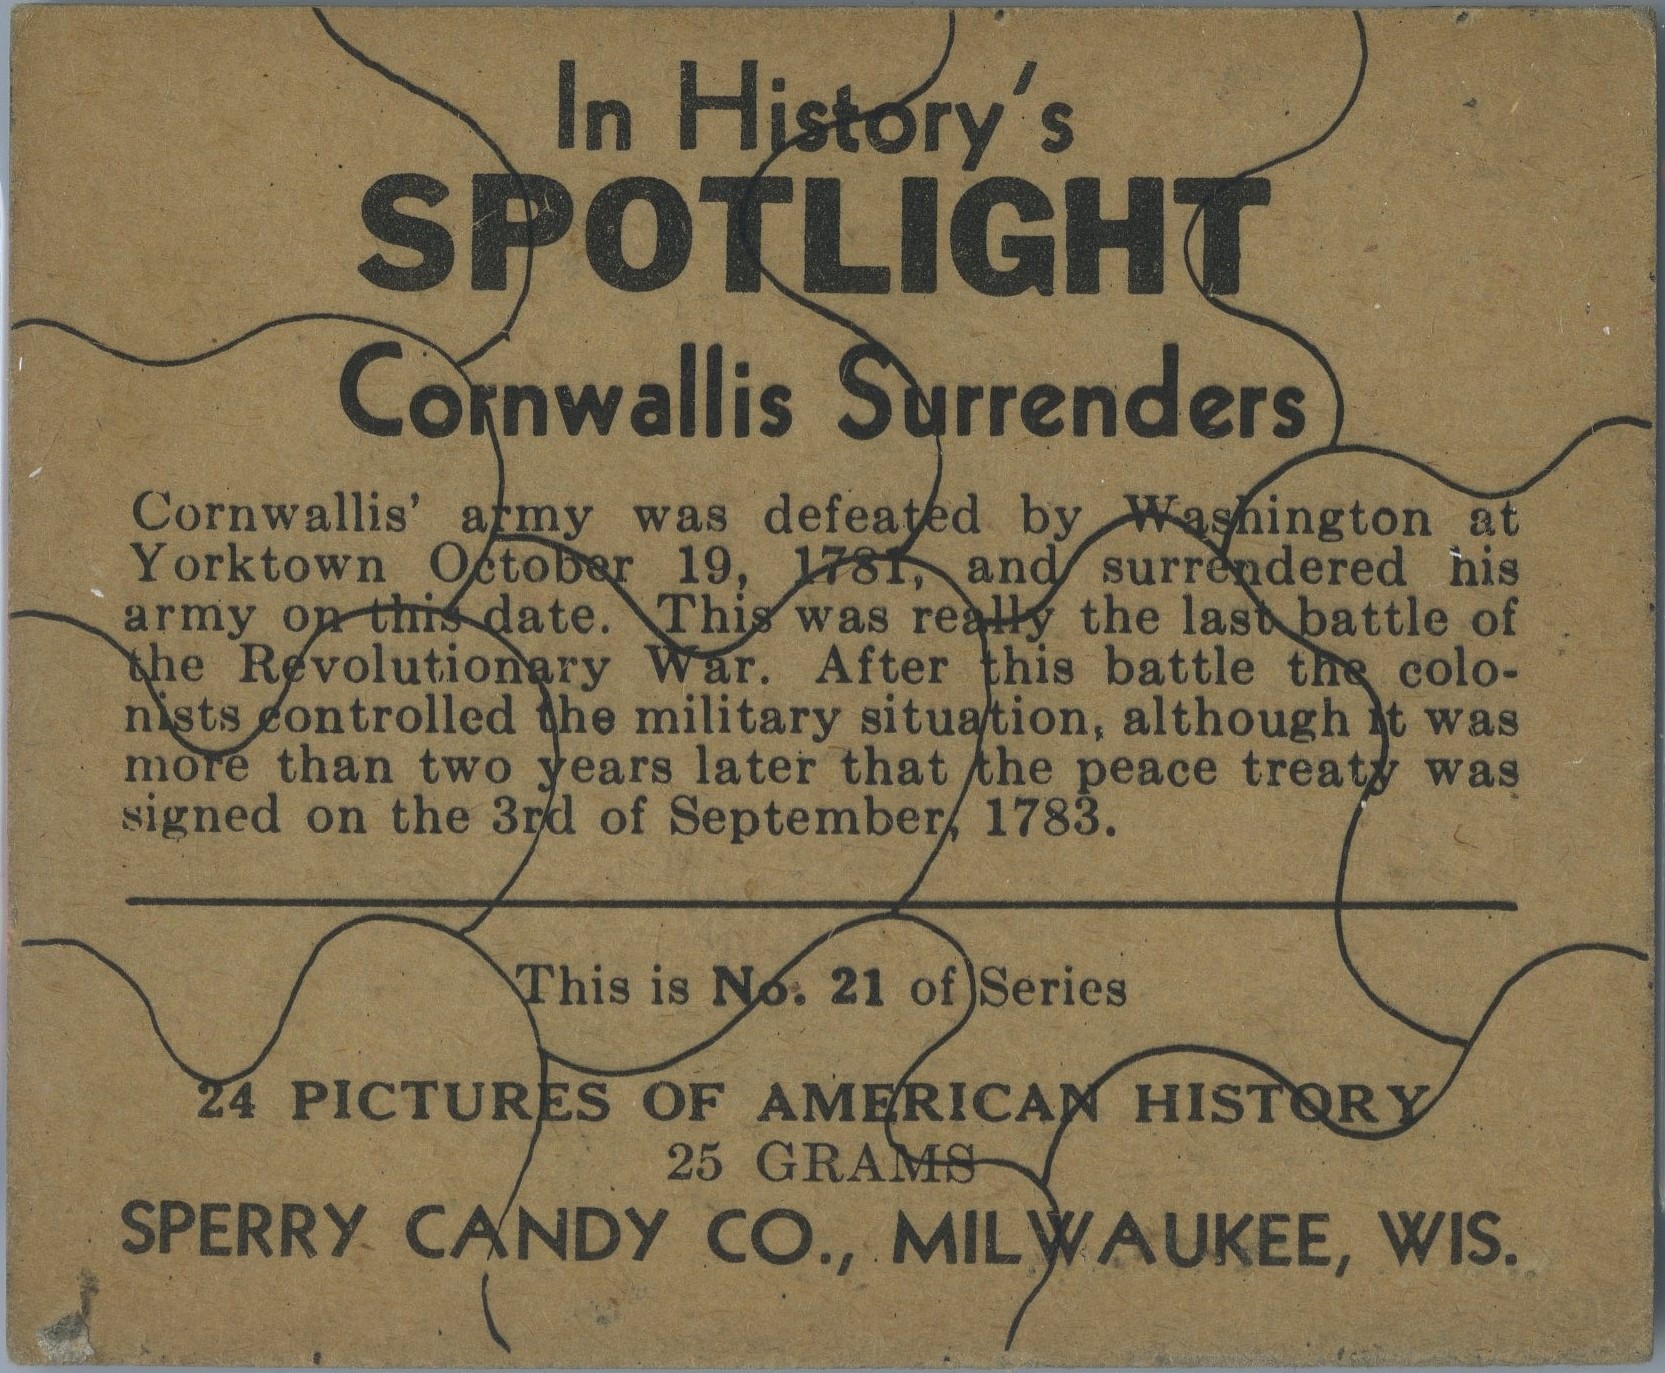 In History's
SPOTLIGHT
Cornwallis Surrenders
Cornwallis' army was defeated by Washington at
Yorktown October 19, 1781, and surrendered his
army on this date. This was really the last battle of
the Revolutionary War. After this battle the colo-
nists controlled the military situation, although it was
more than two years later that the peace treaty was
signed on the 3rd of September, 1783.
This is No. 21 of Series
24 PICTURES OF AMERICAN HISTORY
25 GRAMS
SPERRY CANDY CO., MILWAUKEE, WIS.